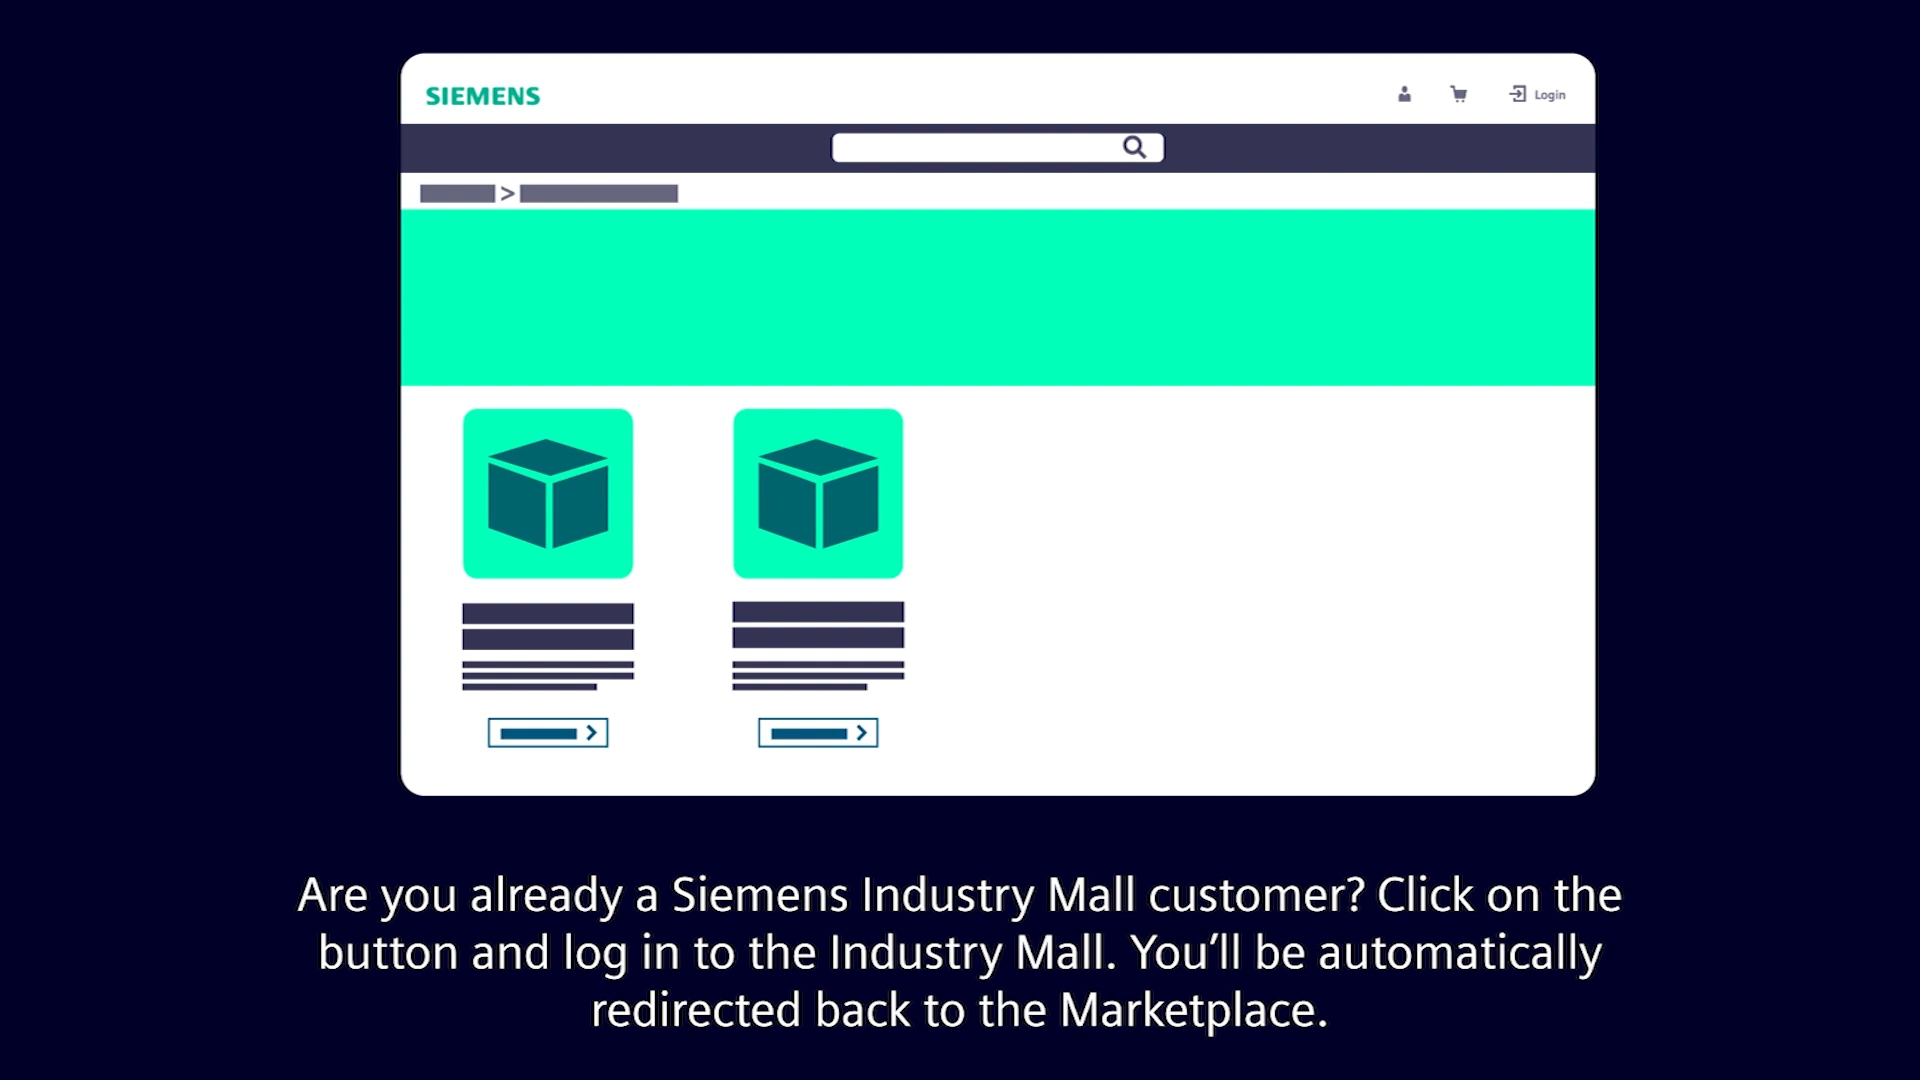 SIEMENS
Login
>
Are you already a Siemens Industry Mall customer? Click on the
button and log in to the Industry Mall. You’ll be automatically
redirected back to the Marketplace.